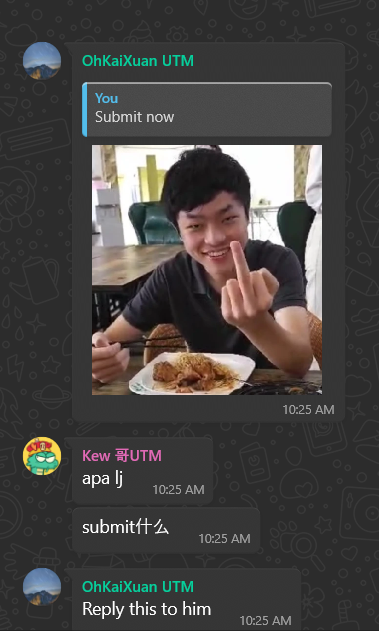 OhKaiXuan UTM
You
Submit now
10:25 AM
Kew 哥UTM
apa lj
10:25 AM
submit什么
10:25 AM
OhKaiXuan UTM
Reply this to him
10:25 AM